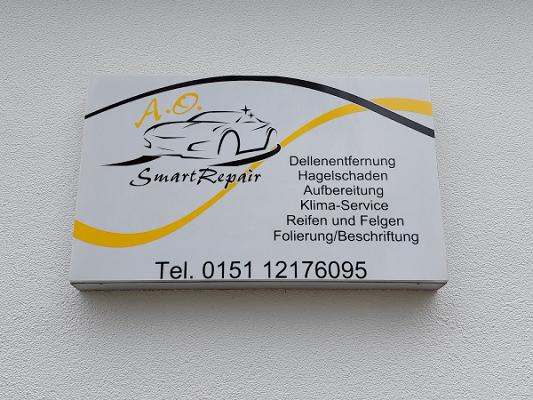 A.O.
SmartRepair
Dellenentfernung
Hagelschaden
Aufbereitung
Klima-Service
Reifen und Felgen
Folierung/Beschriftung
Tel. 0151 12176095